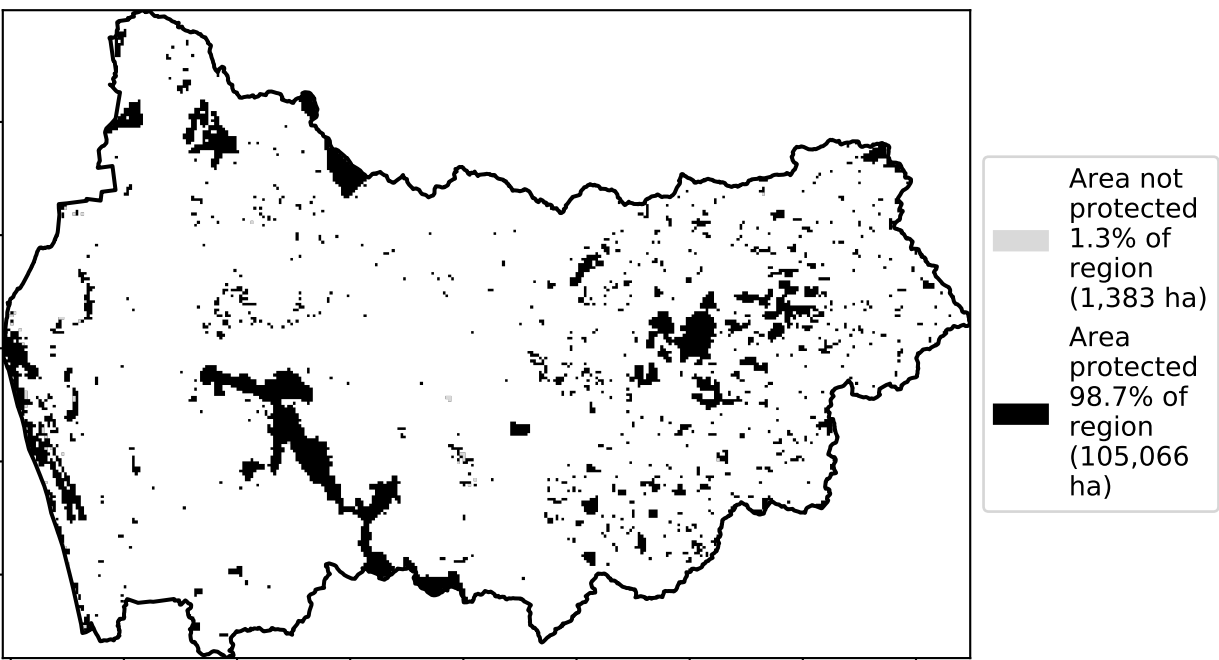 Area not
protected
1.3% of
region
(1,383 ha)
Area
protected
98.7% of
region
(105,066
ha)